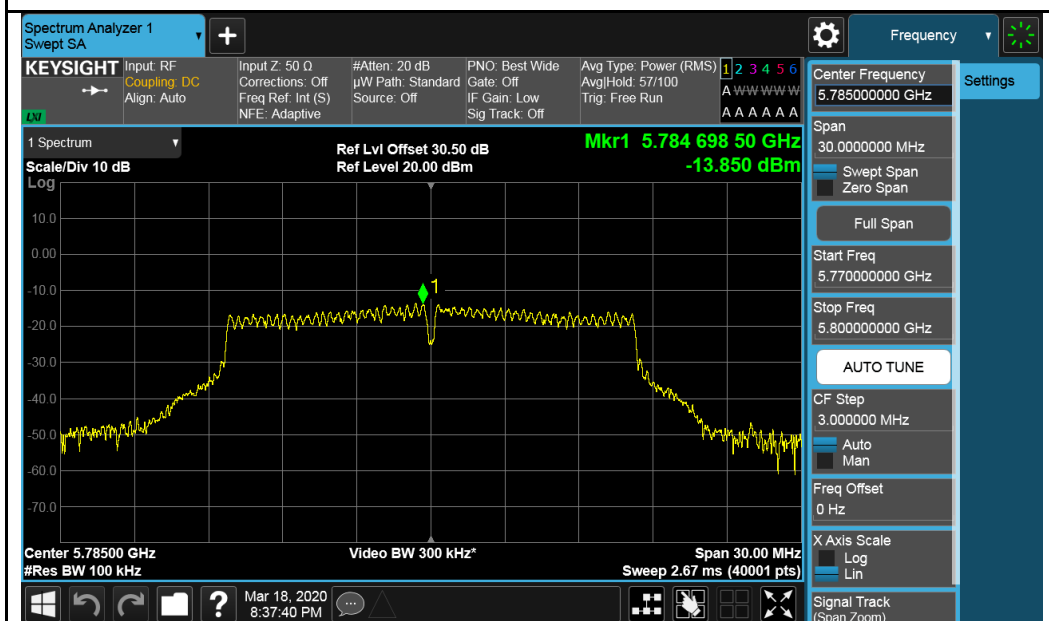 Spectrum Analyzer 1
Swept SA
Frequency
KEYSIGHT
Input: RF
Coupling: DC
Align: Auto
LXI
Input Z: 50 Ω
Corrections: Off
Freq Ref: Int (S)
NFE: Adaptive
#Atten: 20 dB
µW Path: Standard
Source: Off
PNO: Best Wide
Gate: Off
IF Gain: Low
Sig Track: Off
Avg Type: Power (RMS)
Avg|Hold: 57/100
Trig: Free Run
1 2 3 4 5 6
A W W W W W
A A A A A A
1 Spectrum
Scale/Div 10 dB
Log
Ref Lvl Offset 30.50 dB
Ref Level 20.00 dBm
Mkr1 5.784 698 50 GHz
-13.850 dBm
10.0
0.00
-10.0
-20.0
-30.0
-40.0
-50.0
-60.0
-70.0
1
Center 5.78500 GHz
#Res BW 100 kHz
Video BW 300 kHz*
Span 30.00 MHz
Sweep 2.67 ms (40001 pts)
Center Frequency
5.785000000 GHz
Settings
Span
30.0000000 MHz
Swept Span
Zero Span
Full Span
Start Freq
5.770000000 GHz
Stop Freq
5.800000000 GHz
AUTO TUNE
CF Step
3.000000 MHz
Auto
Man
Freq Offset
0 Hz
X Axis Scale
Log
Lin
Signal Track
(Span Zoom)
?
Mar 18, 2020
8:37:40 PM